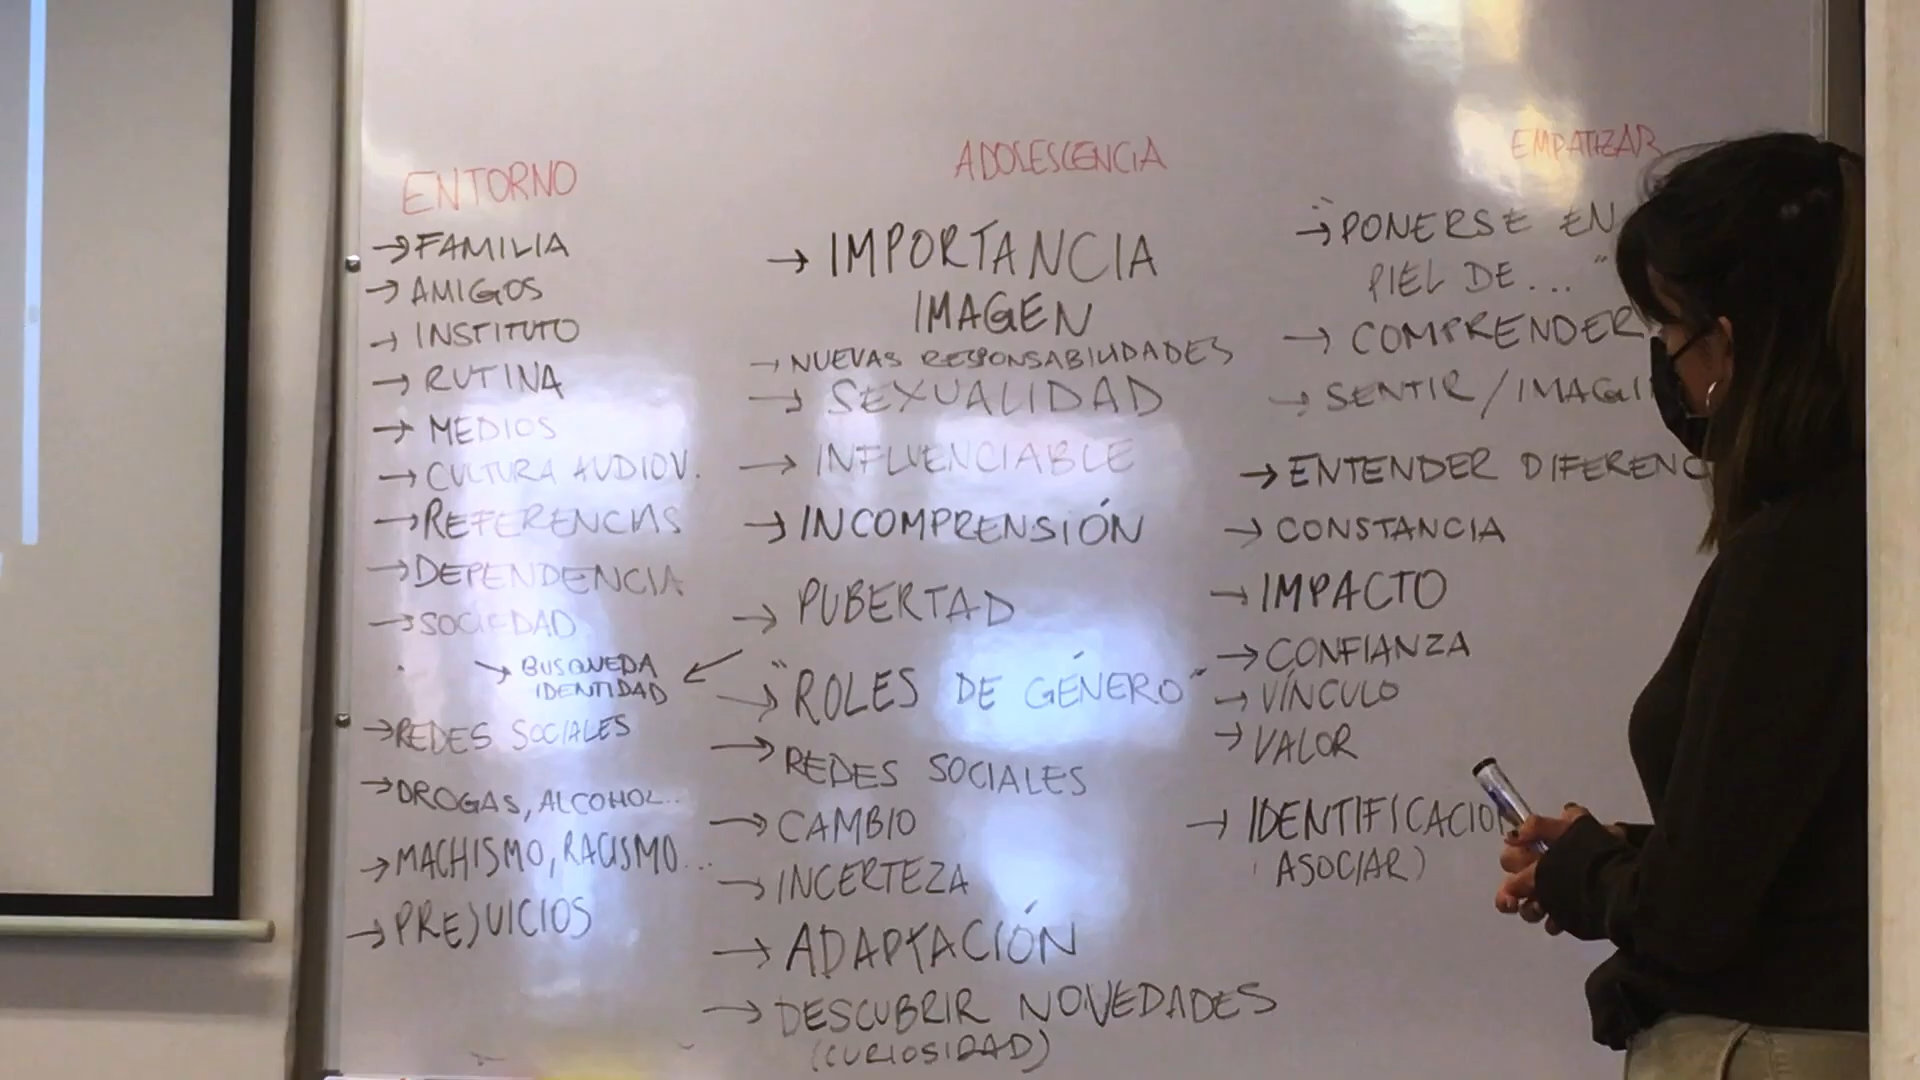 ENTORNO
→ FAMILIA
→ AMIGOS
→ INSTITUTO
→ RUTINA
→ MEDIOS
→ CULTURA AUDIOV.
→ REFERENCIAS
→ DEPENDENCIA
→ SOCIEDAD
→ BUSQUEDA
IDENTIDAD
→ REDES SOCIALES
→ DROGAS, ALCOHOL...
→ MACHISMO, RACISMO...
→ PREJUICIOS
ADOLESCENCIA
→ IMPORTANCIA
IMAGEN
→ NUEVAS RESPONSABILIDADES
→ SEXUALIDAD
→ INFLUENCIABLE
→ INCOMPRENSIÓN
→ PUBERTAD
→ "ROLES DE GÉNERO"
→ REDES SOCIALES
→ CAMBIO
→ INCERTEZA
→ ADAPTACIÓN
→ DESCUBRIR NOVEDADES
(CURIOSIDAD)
EMPATIZAR
→ "PONERSE EN
PIEL DE..."
→ COMPRENDER
→ SENTIR /
→ ENTENDER
→ CONSTANCIA
→ IMPACTO
→ CONFIANZA
→ VÍNCULO
→ VALOR
→ IDENTIFICACION
ASOCIAR)